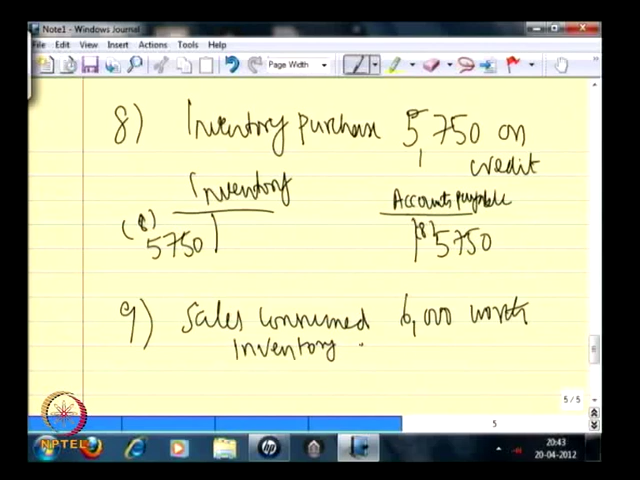 Note1 - Windows Journal
File Edit View Insert Actions Tools Help
Page Width
8) Inventory purchase 5,750 on
credit
Inventory Accounts payable
(8) 5750 (8) 5750
9) Sales consumed 6,000 worth
inventory
5/5
5
NPTEL
20:43
20-04-2012